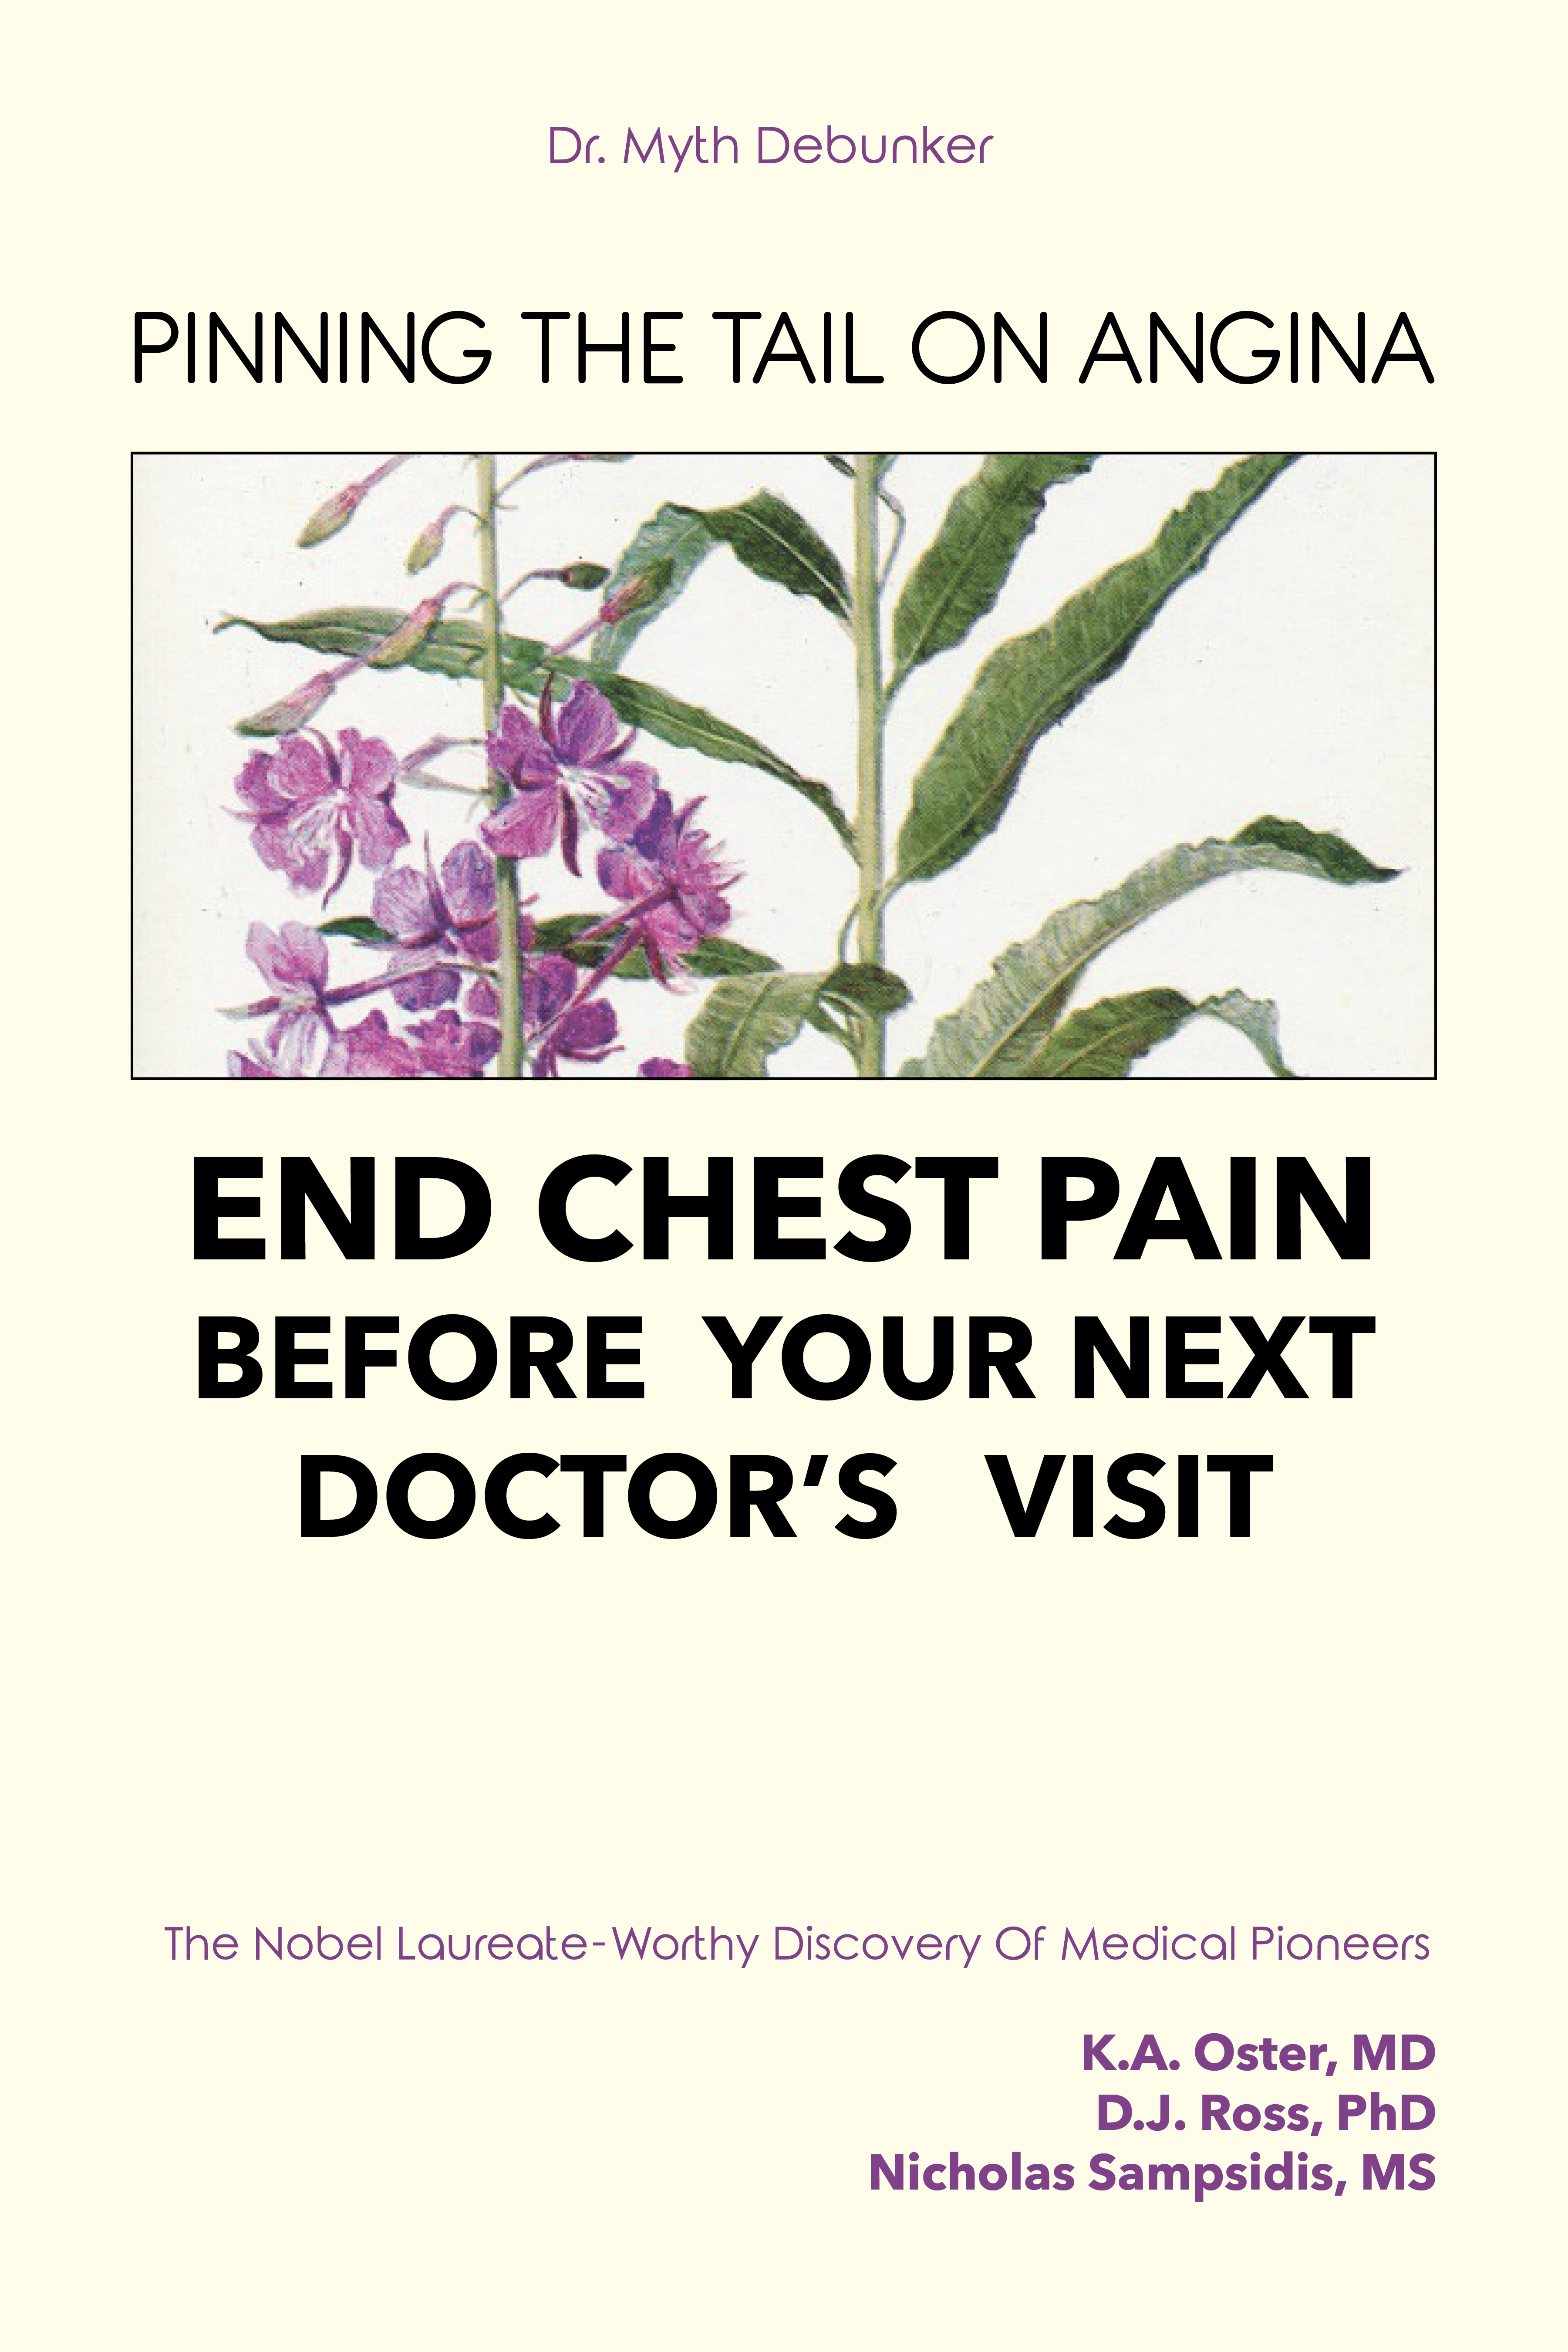 Dr. Myth Debunker
PINNING THE TAIL ON ANGINA
END CHEST PAIN
BEFORE YOUR NEXT
DOCTOR’S VISIT
The Nobel Laureate-Worthy Discovery Of Medical Pioneers
K.A. Oster, MD
D.J. Ross, PhD
Nicholas Sampsidis, MS